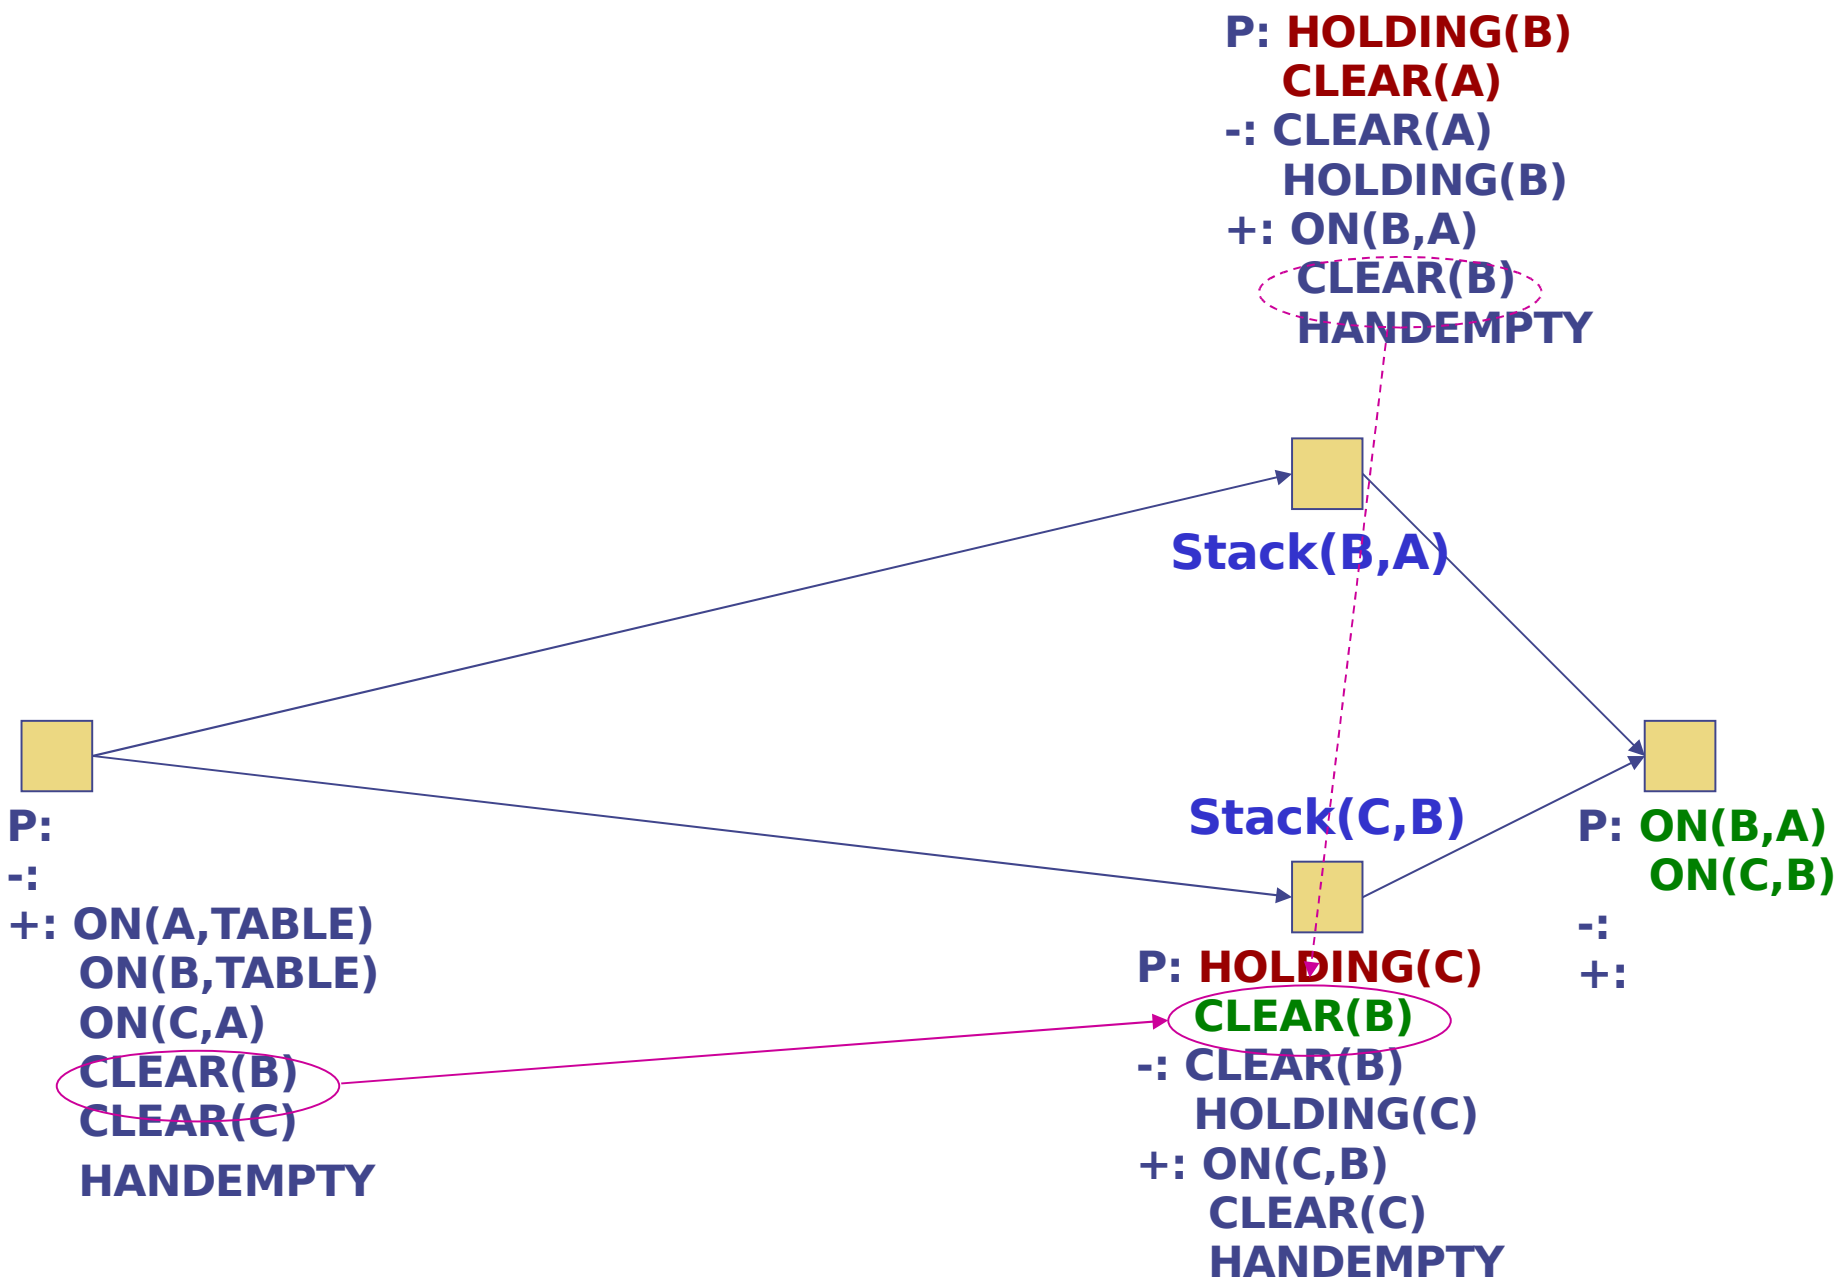 P: HOLDING(B)
CLEAR(A)
-: CLEAR(A)
HOLDING(B)
+: ON(B,A)
CLEAR(B)
HANDEMPTY
Stack(B,A)
Stack(C,B)
P:
-:
+: ON(A,TABLE)
ON(B,TABLE)
ON(C,A)
CLEAR(B)
CLEAR(C)
HANDEMPTY
P: HOLDING(C)
CLEAR(B)
-: CLEAR(B)
HOLDING(C)
+: ON(C,B)
CLEAR(C)
HANDEMPTY
P: ON(B,A)
ON(C,B)
-:
+: